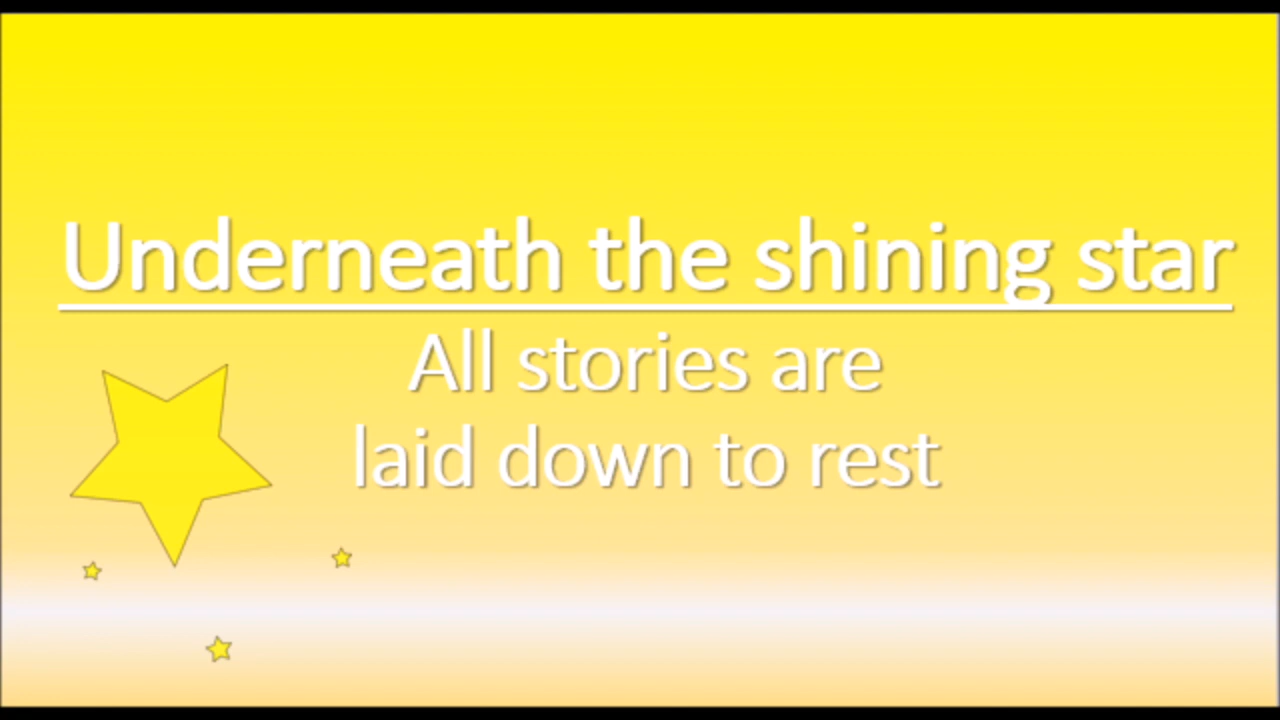 Underneath the shining star
All stories are
laid down to rest